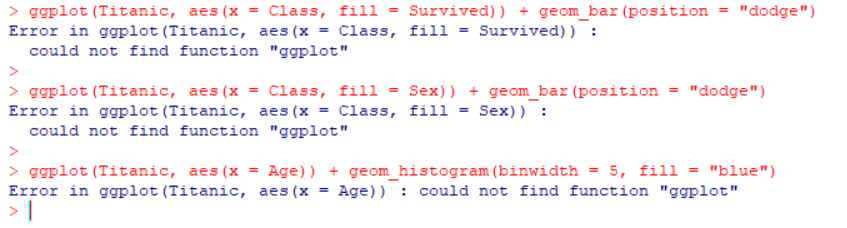 > ggplot(Titanic, aes(x = Class, fill = Survived)) + geom_bar(position = "dodge")
Error in ggplot(Titanic, aes(x = Class, fill = Survived)) :
  could not find function "ggplot"
>
> ggplot(Titanic, aes(x = Class, fill = Sex)) + geom_bar(position = "dodge")
Error in ggplot(Titanic, aes(x = Class, fill = Sex)) :
  could not find function "ggplot"
>
> ggplot(Titanic, aes(x = Age)) + geom_histogram(binwidth = 5, fill = "blue")
Error in ggplot(Titanic, aes(x = Age)) : could not find function "ggplot"
>